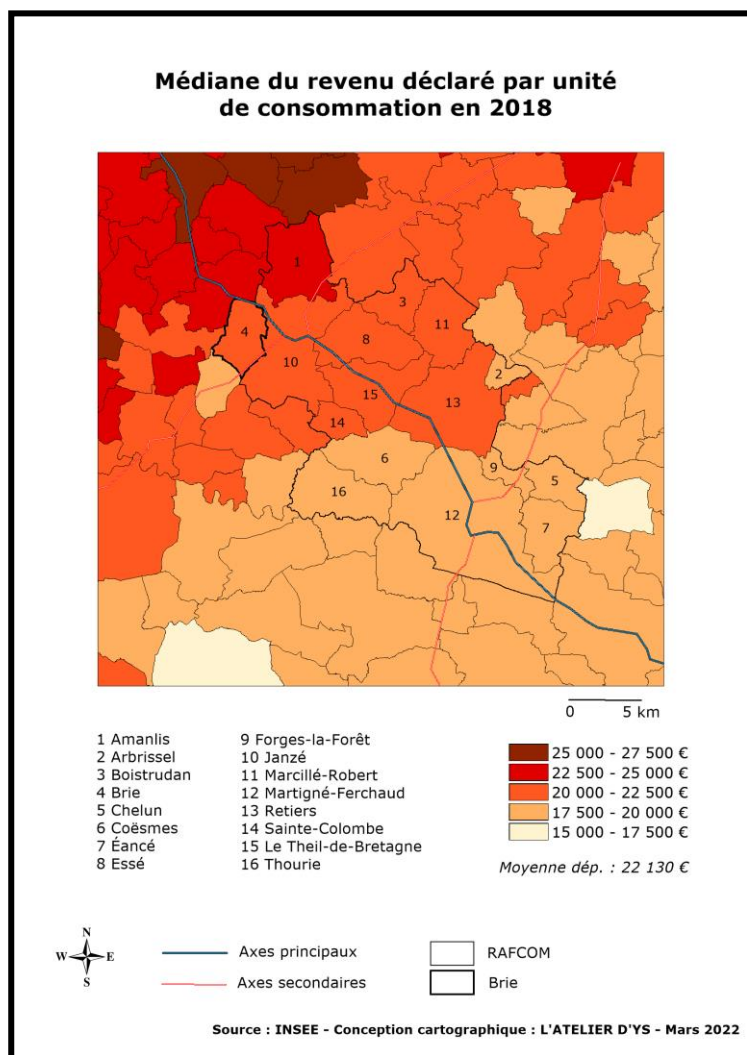 Médiane du revenu déclaré par unité
de consommation en 2018
1
3
4
11
8
10
2
15
13
14
6
9
5
16
12
7
0 5 km
1 Amanlis
2 Arbrissel
3 Boistrudan
4 Brie
5 Chelun
6 Coësmes
7 Éancé
8 Essé
9 Forges-la-Forêt
10 Janzé
11 Marcillé-Robert
12 Martigné-Ferchaud
13 Retiers
14 Sainte-Colombe
15 Le Theil-de-Bretagne
16 Thourie
25 000 - 27 500 €
22 500 - 25 000 €
20 000 - 22 500 €
17 500 - 20 000 €
15 000 - 17 500 €
Moyenne dép. : 22 130 €
N
W E
S
Axes principaux
Axes secondaires
RAFCOM
Brie
Source : INSEE - Conception cartographique : L'ATELIER D'YS - Mars 2022